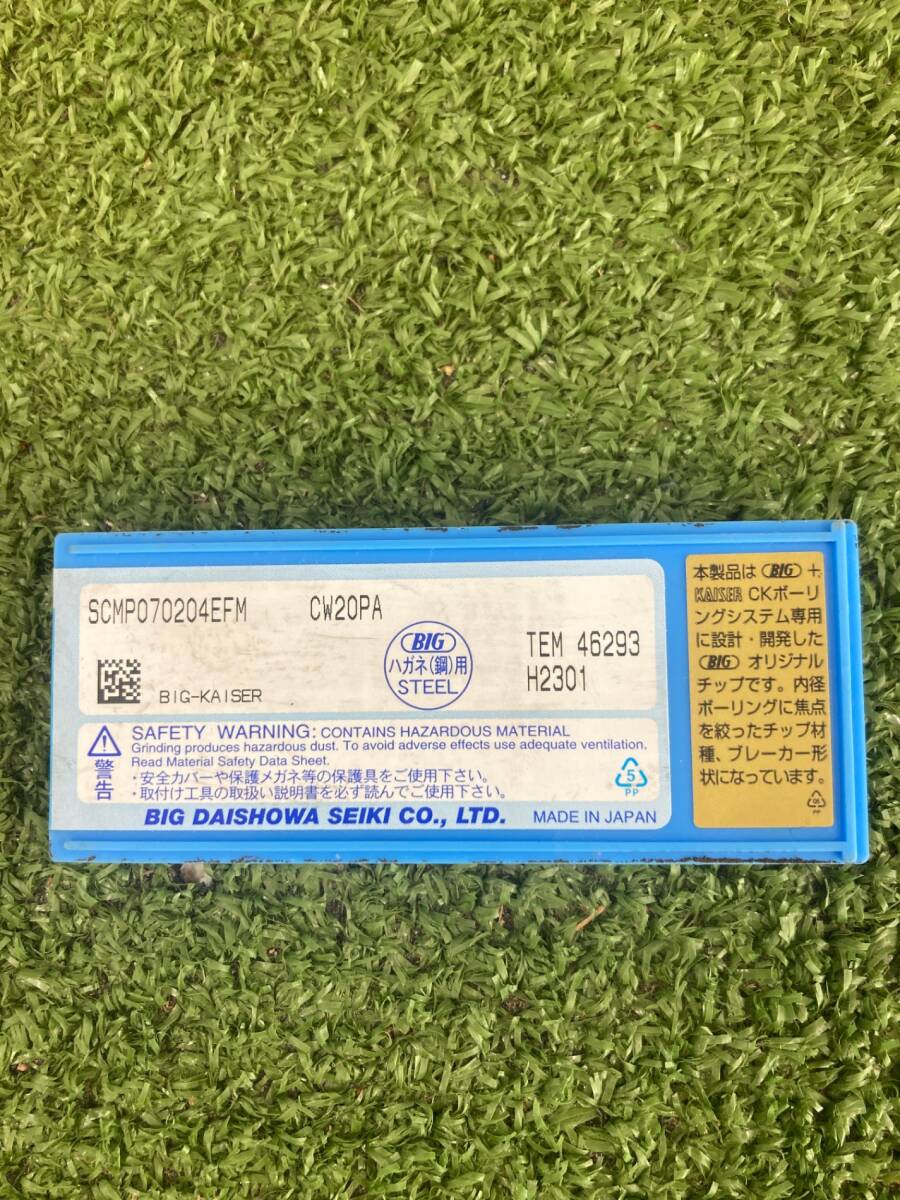 SCMP070204EFM CW20PA
BIG
ハガネ(鋼)用
STEEL
TEM 46293
H2301
BIG-KAISER
SAFETY WARNING: CONTAINS HAZARDOUS MATERIAL
Grinding produces hazardous dust. To avoid adverse effects use adequate ventilation.
Read Material Safety Data Sheet.
警告
・安全カバーや保護メガネ等の保護具をご使用下さい。
・取付け工具の取扱い説明書を必ず読んでご使用下さい。
5
PP
BIG DAISHOWA SEIKI CO., LTD. MADE IN JAPAN
本製品は BIG +
KAISER CKボーリ
ングシステム専用
に設計・開発した
BIG オリジナル
チップです。内径
ボーリングに焦点
を絞ったチップ材
種、ブレーカー形
状になっています。
PP